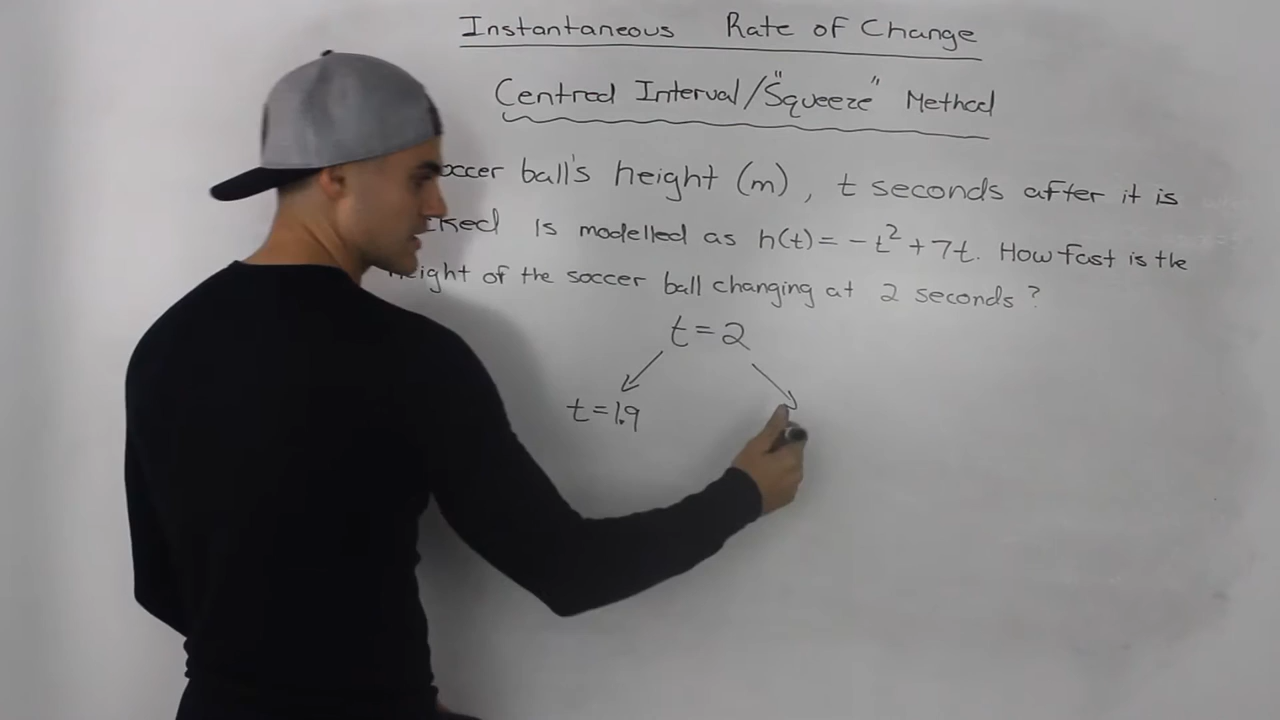 Instantaneous Rate of Change
Centred Interval/"Squeeze" Method
ball's height (m), t seconds after it is
is modelled as h(t) = -t² + 7t. How fast is the
of the soccer ball changing at 2 seconds?
t = 2
t = 1.9